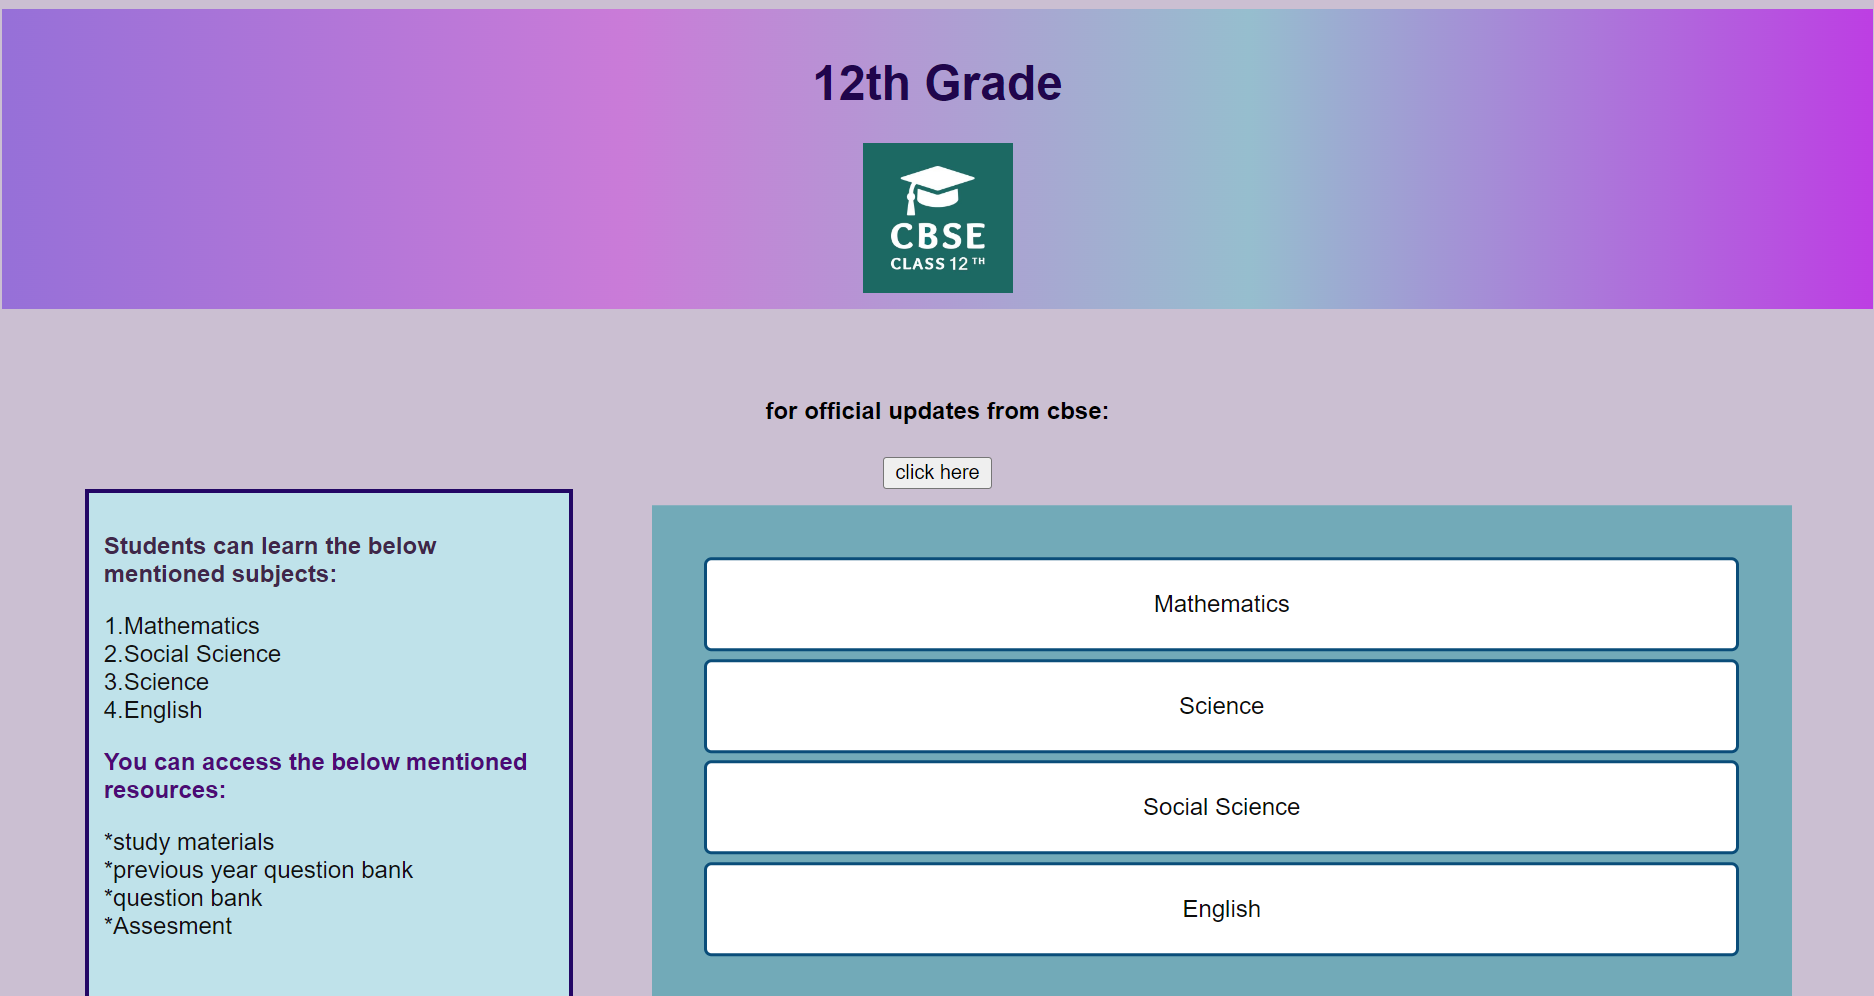 12th Grade
CBSE
CLASS 12 TH
for official updates from cbse:
click here
Students can learn the below
mentioned subjects:
1.Mathematics
2.Social Science
3.Science
4.English
You can access the below mentioned
resources:
*study materials
*previous year question bank
*question bank
*Assesment
Mathematics
Science
Social Science
English